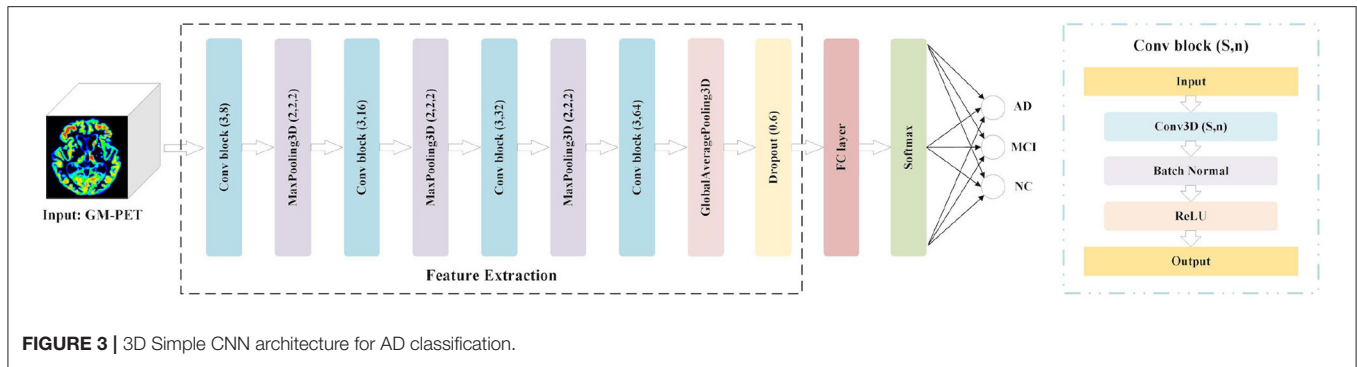 Input: GM-PET
Conv block (3,8)
MaxPooling3D (2,2,2)
Conv block (3,16)
MaxPooling3D (2,2,2)
Conv block (3,32)
MaxPooling3D (2,2,2)
Conv block (3,64)
GlobalAveragePooling3D
Dropout (0.6)
Feature Extraction
FC layer
Softmax
AD
MCI
NC
Conv block (S,n)
Input
Conv3D (S,n)
Batch Normal
ReLU
Output
FIGURE 3 | 3D Simple CNN architecture for AD classification.